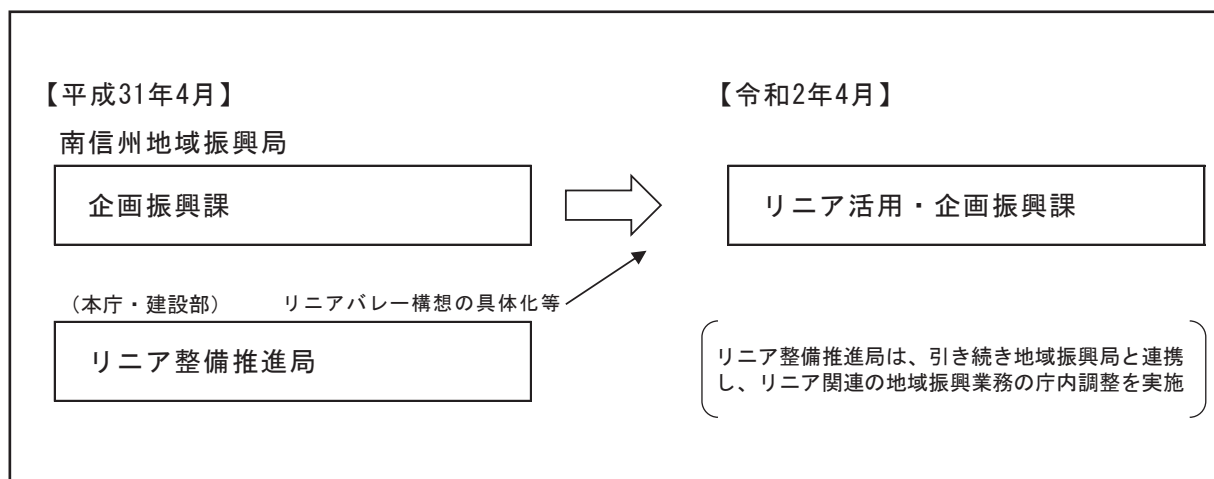 【平成31年4月】
【令和2年4月】
南信州地域振興局
企画振興課
リニア活用・企画振興課
(本庁・建設部)
リニアバレー構想の具体化等
リニア整備推進局
リニア整備推進局は、引き続き地域振興局と連携
し、リニア関連の地域振興業務の庁内調整を実施